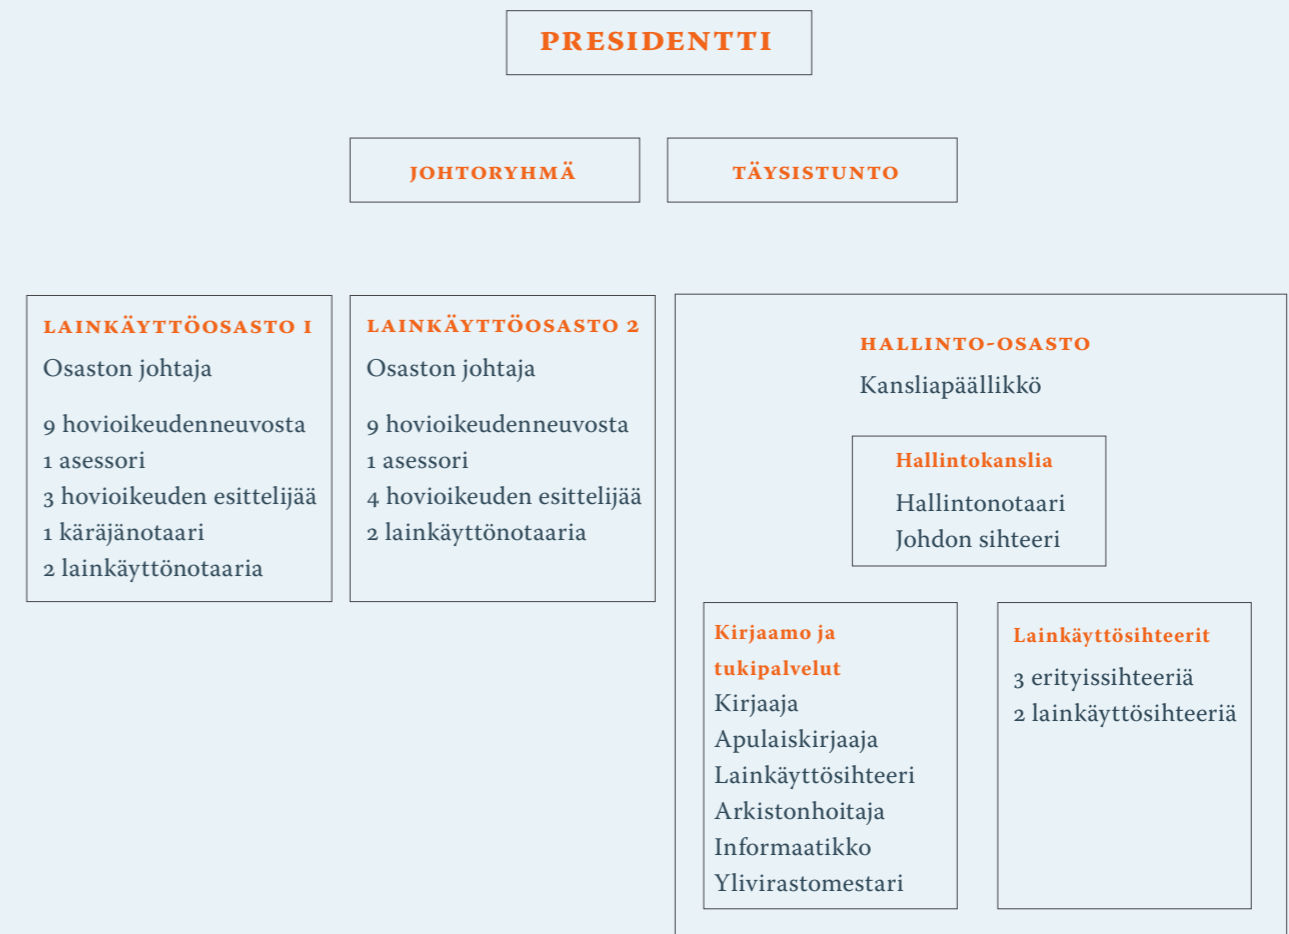 PRESIDENTTI
JOHTORYHMÄ
TÄYSISTUNTO
LAINKÄYTTÖOSASTO 1
Osaston johtaja
9 hovioikeudenneuvosta
1 asessori
3 hovioikeuden esittelijää
1 käräjänotaari
2 lainkäyttönotaaria
LAINKÄYTTÖOSASTO 2
Osaston johtaja
9 hovioikeudenneuvosta
1 asessori
4 hovioikeuden esittelijää
2 lainkäyttönotaaria
HALLINTO-OSASTO
Kansliapäällikkö
Hallintokanslia
Hallintonotaari
Johdon sihteeri
Kirjaamo ja
tukipalvelut
Kirjaaja
Apulaiskirjaaja
Lainkäyttösihteeri
Arkistonhoitaja
Informaatikko
Ylivirastomestari
Lainkäyttösihteerit
3 erityissihteeriä
2 lainkäyttösihteeriä